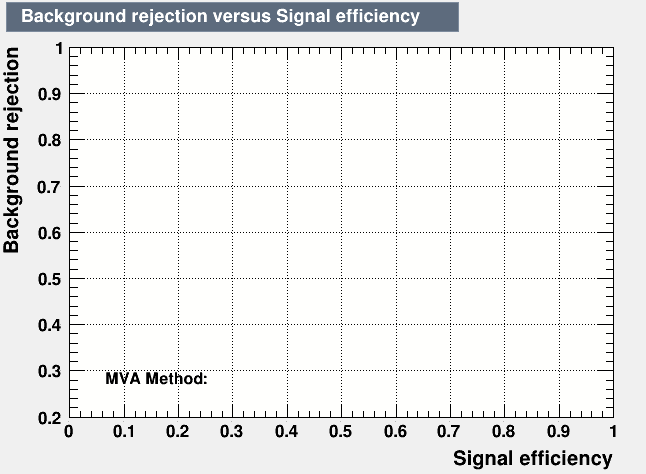 Background rejection versus Signal efficiency
Background rejection
1
0.9
0.8
0.7
0.6
0.5
0.4
0.3
0.2
MVA Method:
0 0.1 0.2 0.3 0.4 0.5 0.6 0.7 0.8 0.9 1
Signal efficiency